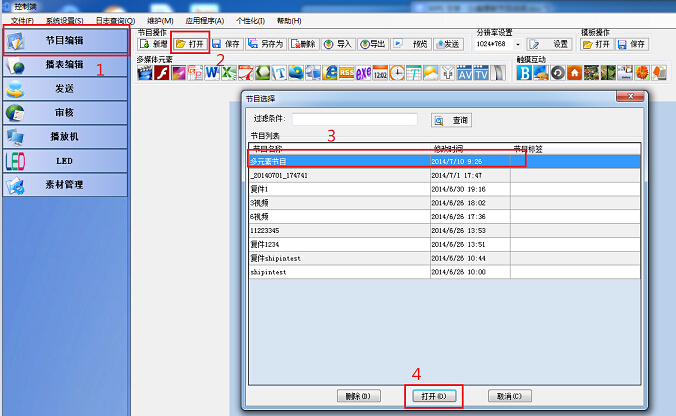 控制端
文件(F) 系统设置(S) 日志查询(Q) 维护(M) 应用程序(A) 个性化(I) 帮助(H)
节目编辑
1
播表编辑
发送
审核
播放机
LED LED
素材管理
节目操作 分辨率设置 模板操作
新增 打开 保存 另存为 删除 导入 导出 预览 发送 1024*768 设置 打开 保存
2
多媒体元素 触摸互动
W X T RSS exe 12:02 AV TV B
节目选择
过滤条件: 查询
3
节目列表
节目名称 修改时间 节目标签
多元素节目 2014/7/10 9:26
_20140701_174741 2014/7/1 17:47
复件1 2014/6/30 19:16
3视频 2014/6/26 18:02
6视频 2014/6/26 17:36
11223345 2014/6/26 13:53
复件1234 2014/6/26 13:51
复件shipintest 2014/6/26 10:44
shipintest 2014/6/26 10:00
4
删除(D) 打开(O) 取消(C)